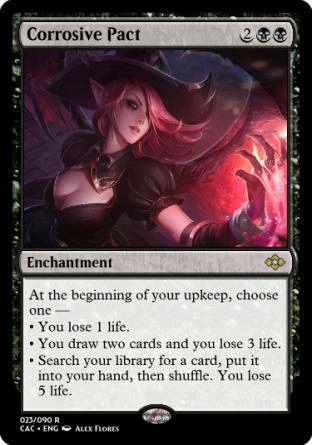 Corrosive Pact 2
Enchantment
At the beginning of your upkeep, choose
one —
• You lose 1 life.
• You draw two cards and you lose 3 life.
• Search your library for a card, put it
into your hand, then shuffle. You lose
5 life.
023/090 R
CAC • ENG ALEX FLORES